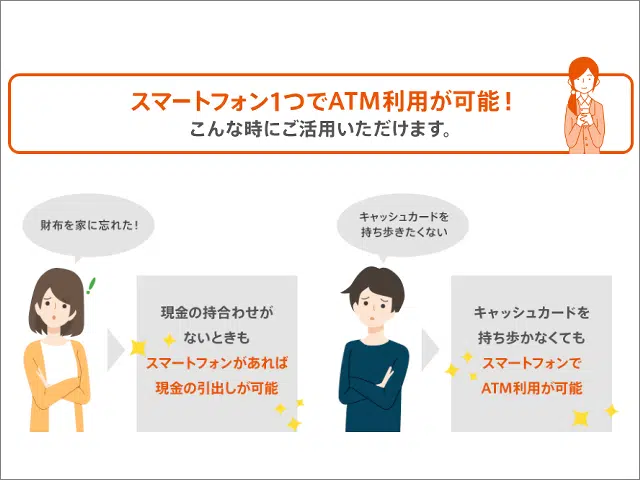 スマートフォン1つでATM利用が可能！
こんな時にご活用いただけます。
財布を家に忘れた！
現金の持合わせが
ないときも
スマートフォンがあれば
現金の引出しが可能
キャッシュカードを
持ち歩きたくない
キャッシュカードを
持ち歩かなくても
スマートフォンで
ATM利用が可能